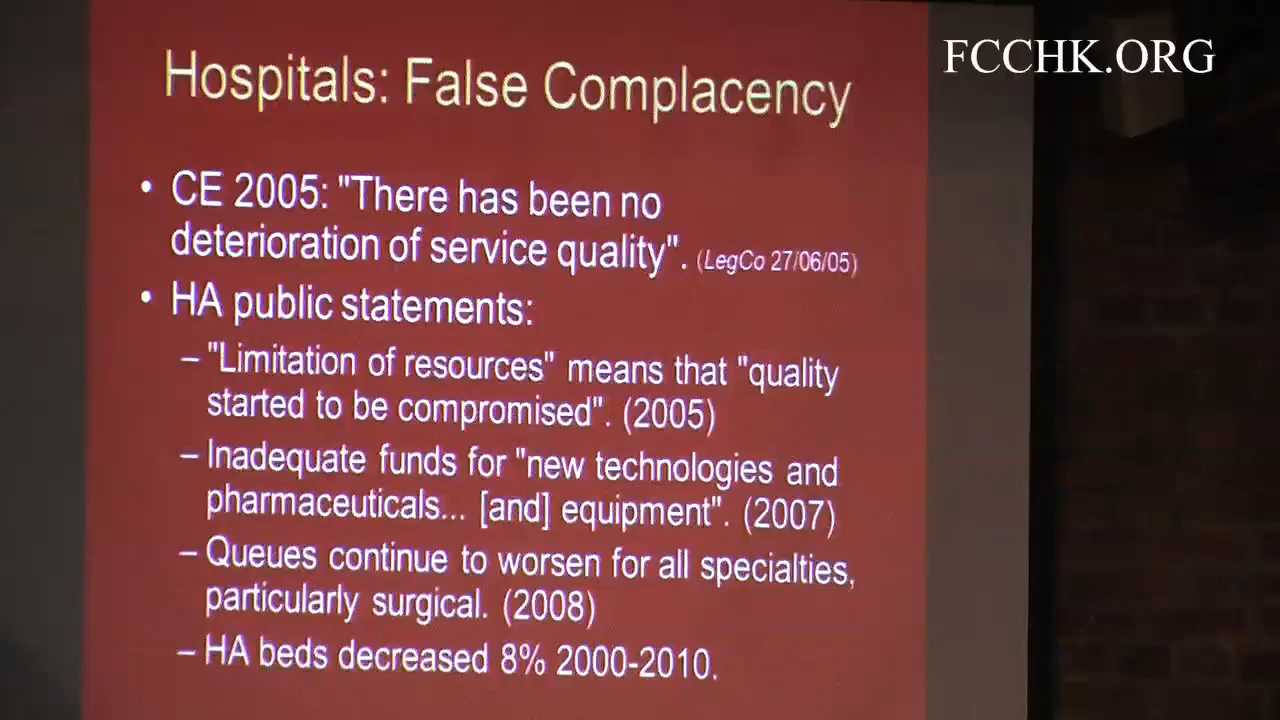 FCCHK.ORG
Hospitals: False Complacency
• CE 2005: "There has been no
deterioration of service quality". (LegCo 27/06/05)
• HA public statements:
– "Limitation of resources" means that "quality
started to be compromised". (2005)
– Inadequate funds for "new technologies and
pharmaceuticals... [and] equipment". (2007)
– Queues continue to worsen for all specialties,
particularly surgical. (2008)
– HA beds decreased 8% 2000-2010.